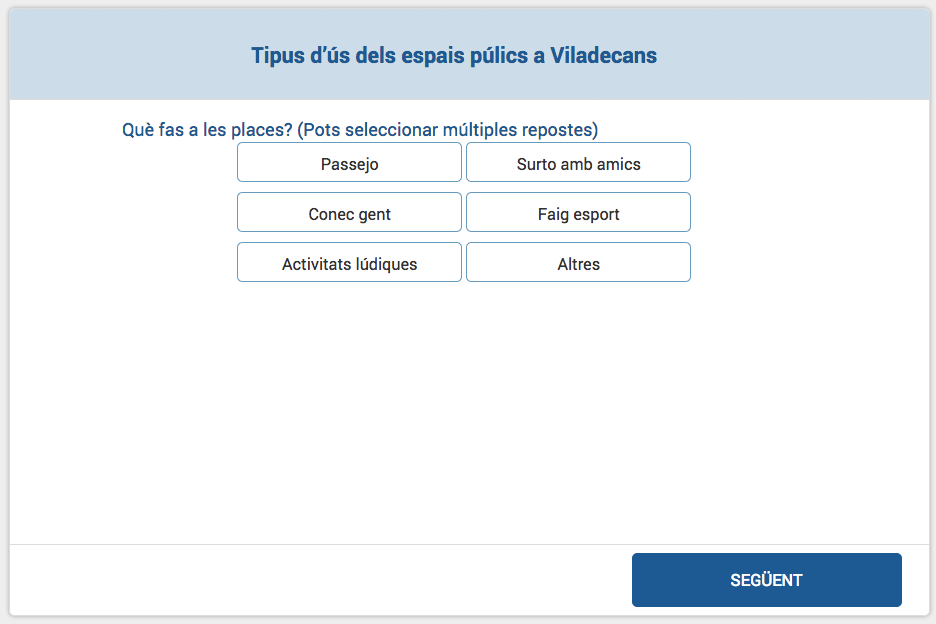 Tipus d’ús dels espais púlics a Viladecans
Què fas a les places? (Pots seleccionar múltiples repostes)
Passejo
Surto amb amics
Conec gent
Faig esport
Activitats lúdiques
Altres
SEGÜENT